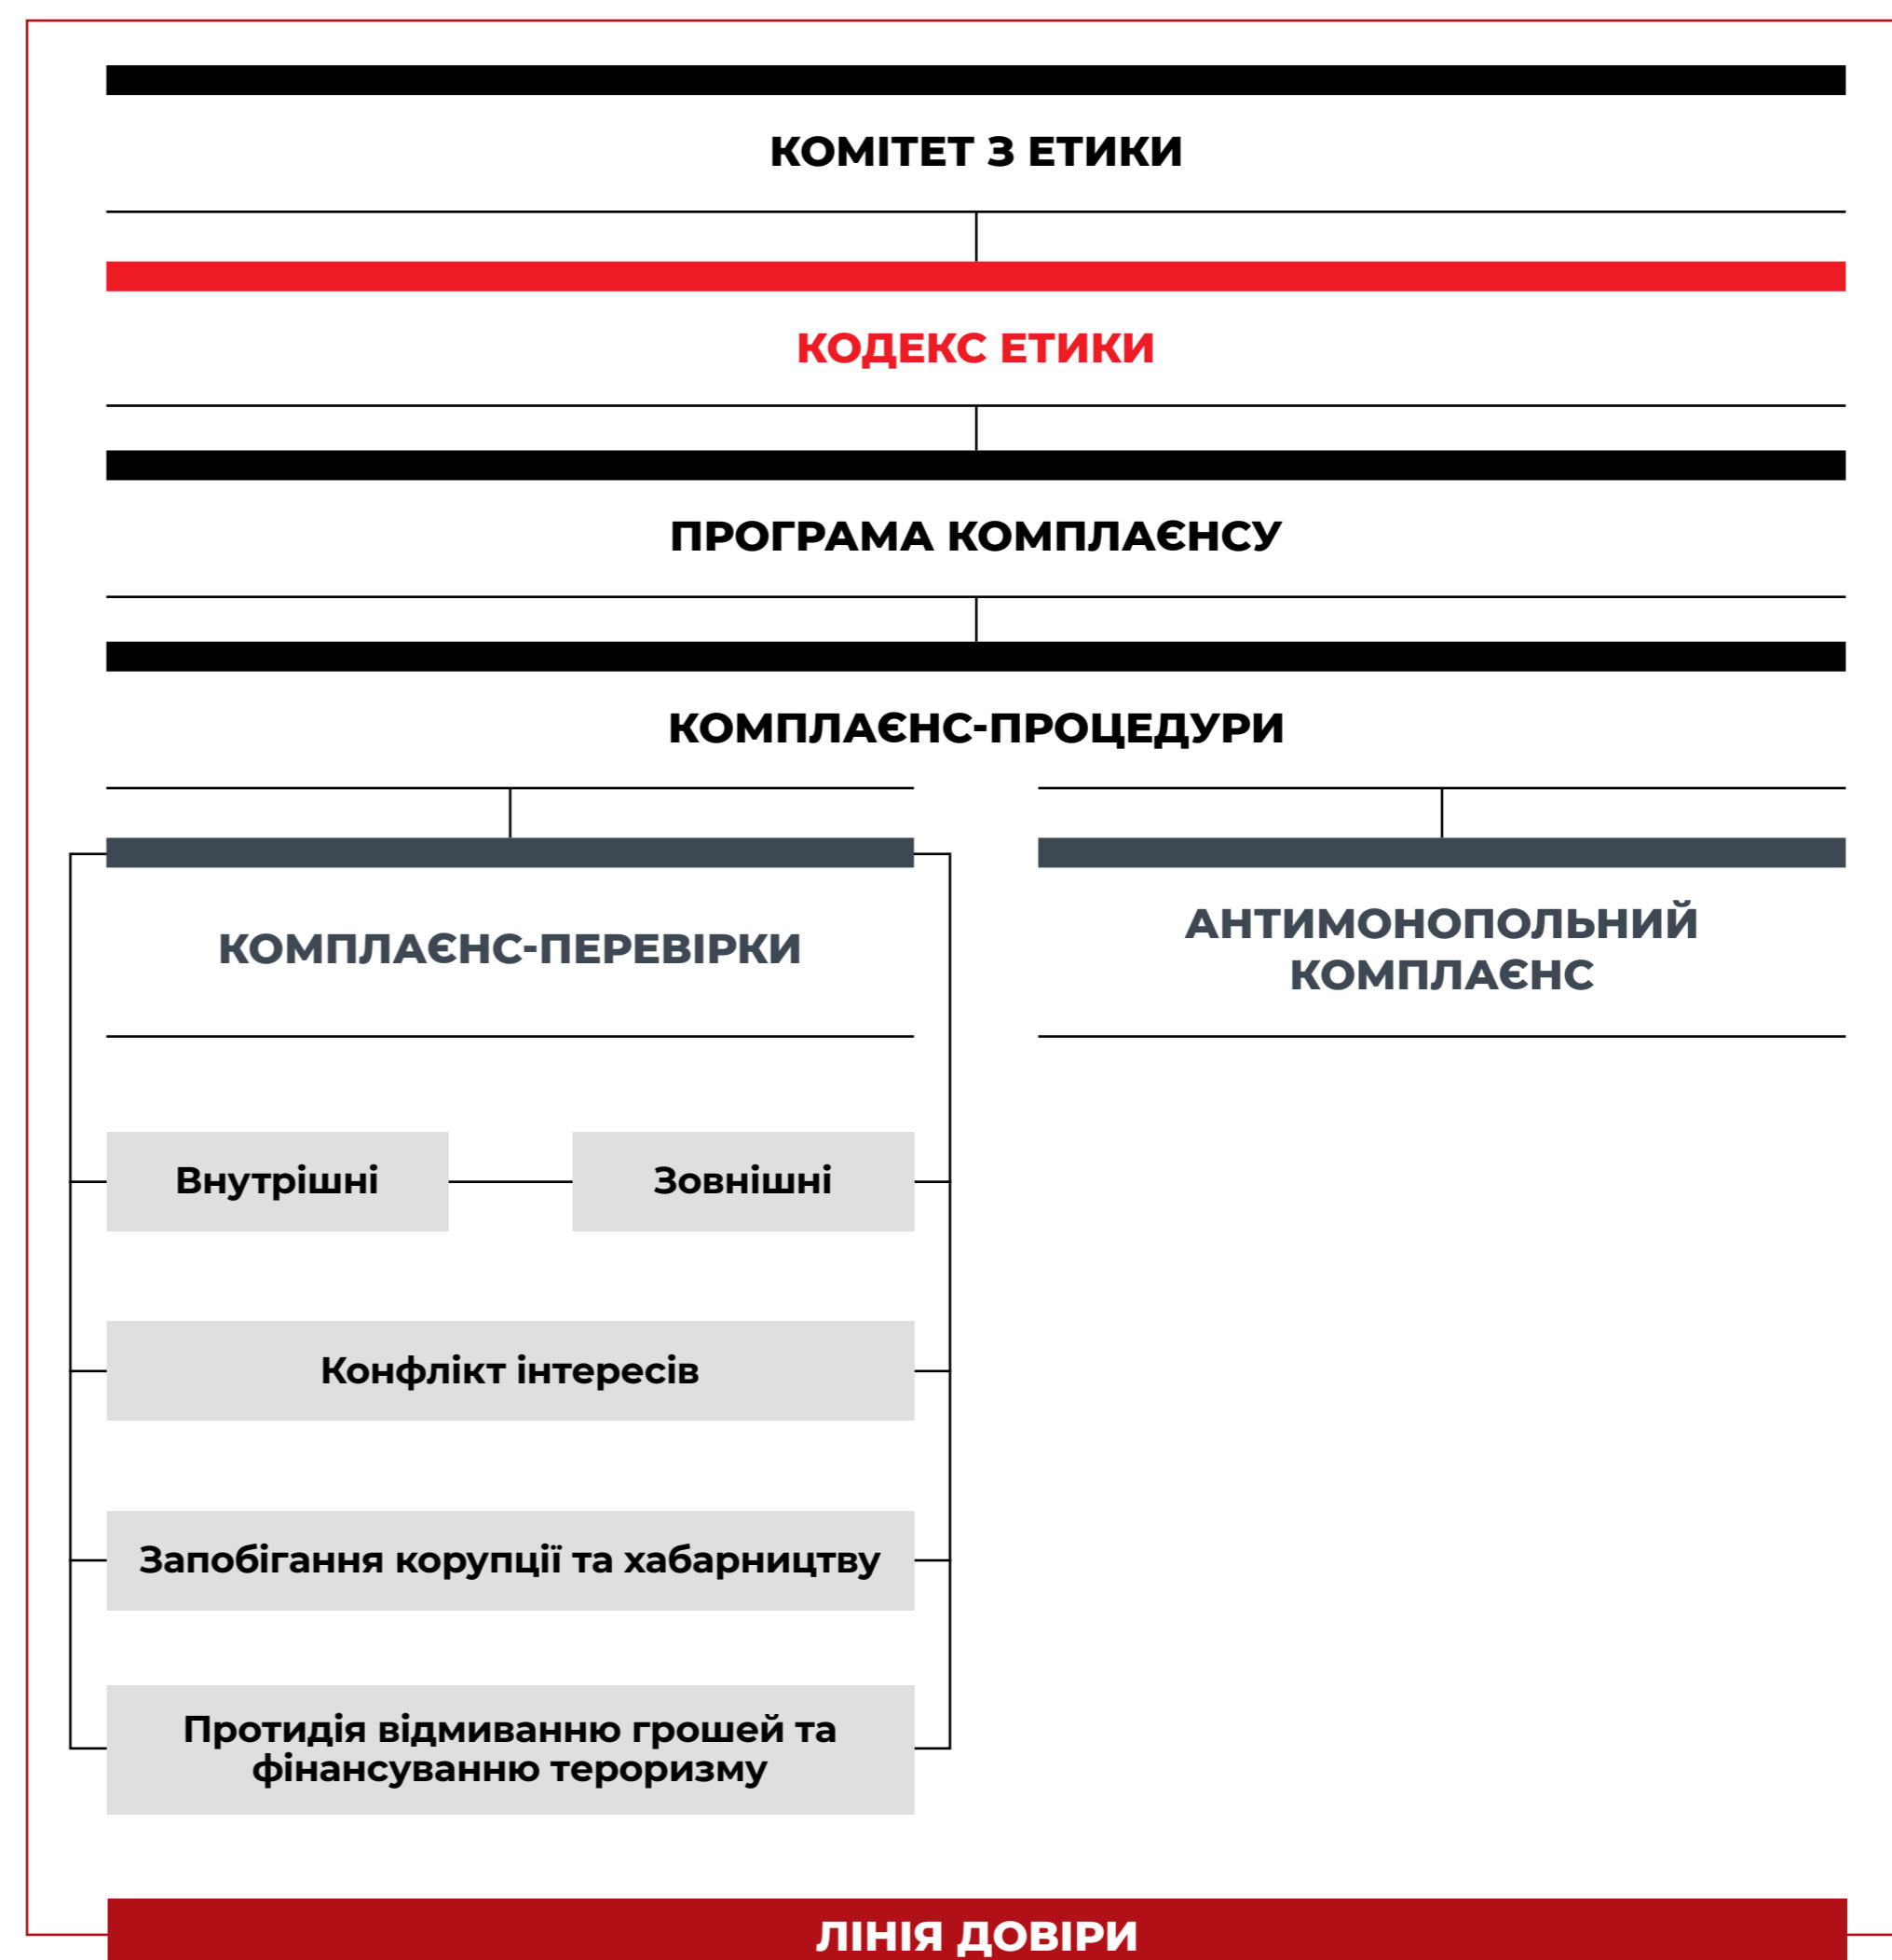 КОМІТЕТ З ЕТИКИ
КОДЕКС ЕТИКИ
ПРОГРАМА КОМПЛАЄНСУ
КОМПЛАЄНС-ПРОЦЕДУРИ
КОМПЛАЄНС-ПЕРЕВІРКИ
АНТИМОНОПОЛЬНИЙ
КОМПЛАЄНС
Внутрішні
Зовнішні
Конфлікт інтересів
Запобігання корупції та хабарництву
Протидія відмиванню грошей та
фінансуванню тероризму
ЛІНІЯ ДОВІРИ